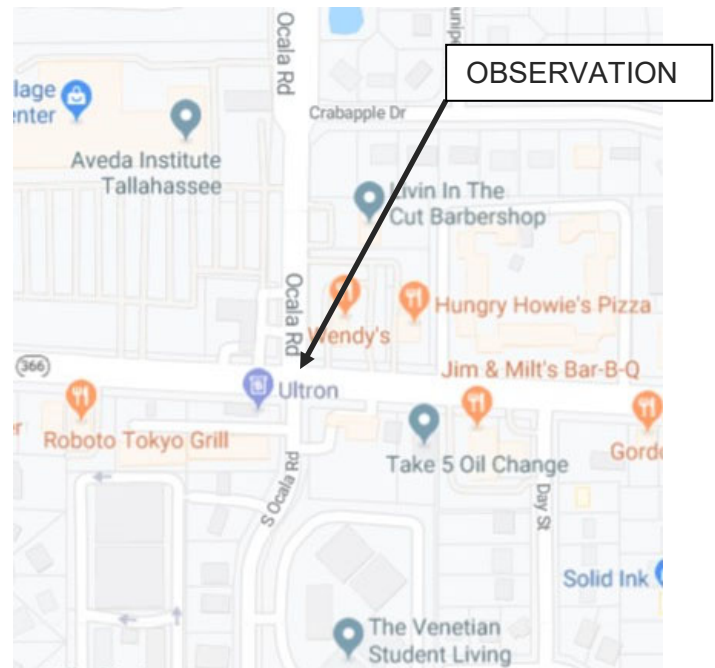 Ocala Rd
unipe
OBSERVATION
lage
enter
Crabapple Dr
Aveda Institute
Tallahassee
Livin In The
Cut Barbershop
Ocala Rd
Wendy's
Hungry Howie's Pizza
366
Jim & Milt's Bar-B-Q
Ultron
r
Roboto Tokyo Grill
Take 5 Oil Change
Gord
S Ocala Rd
Day St
Solid Ink
The Venetian
Student Living